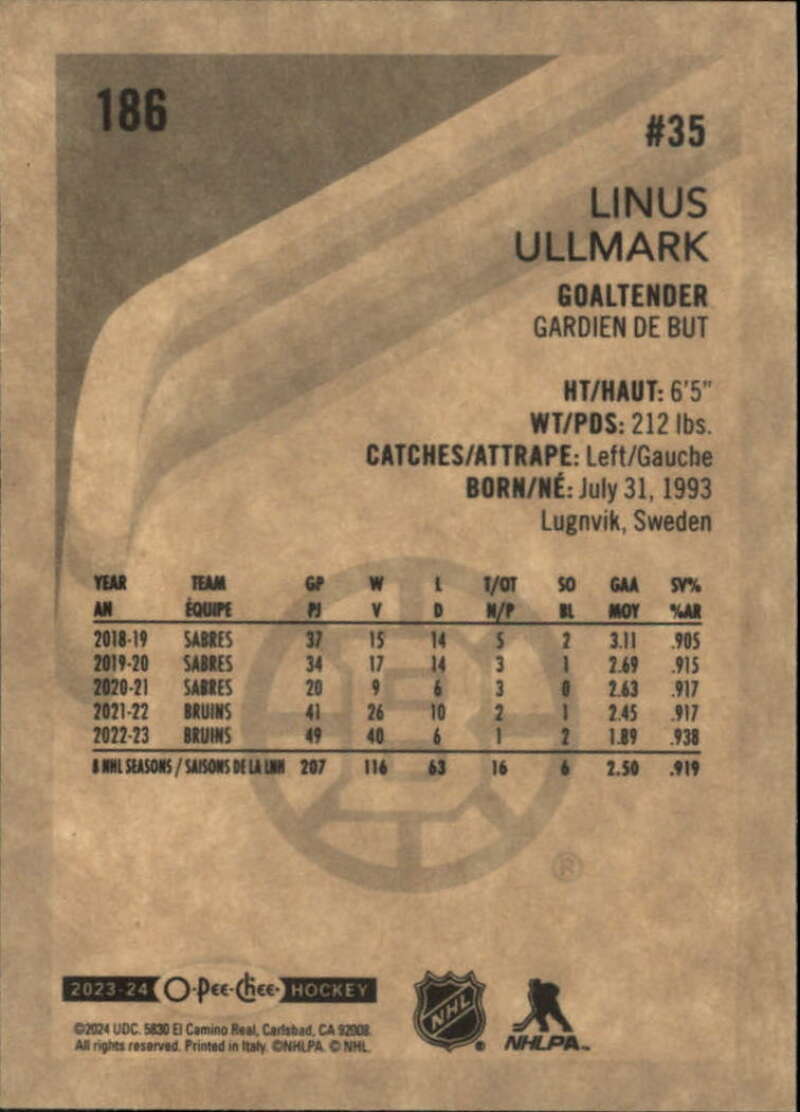 186
#35
LINUS
ULLMARK
GOALTENDER
GARDIEN DE BUT
HT/HAUT: 6'5"
WT/PDS: 212 lbs.
CATCHES/ATTRAPE: Left/Gauche
BORN/NÉ: July 31, 1993
Lugnvik, Sweden
YEAR TEAM GP W L T/OT SO GAA SV%
AN ÉQUIPE PJ V D N/P BL MOY %AR
2018-19 SABRES 37 15 14 5 2 3.11 .905
2019-20 SABRES 34 17 14 3 1 2.69 .915
2020-21 SABRES 20 9 6 3 0 2.63 .917
2021-22 BRUINS 41 26 10 2 1 2.45 .917
2022-23 BRUINS 49 40 6 1 2 1.89 .938
8 NHL SEASONS / SAISONS DE LA LNH 207 116 63 16 6 2.50 .919
B
®
2023-24 O-Pee-Chee HOCKEY
©2024 UDC. 5830 El Camino Real, Carlsbad, CA 92008.
All rights reserved. Printed in Italy. ©NHLPA. © NHL.
NHL
NHLPA